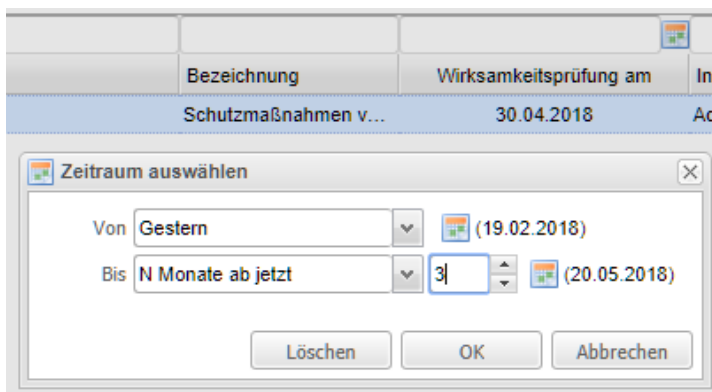 Bezeichnung Wirksamkeitsprüfung am In
Schutzmaßnahmen v... 30.04.2018 Ac
Zeitraum auswählen
Von Gestern (19.02.2018)
Bis N Monate ab jetzt 3 (20.05.2018)
Löschen OK Abbrechen